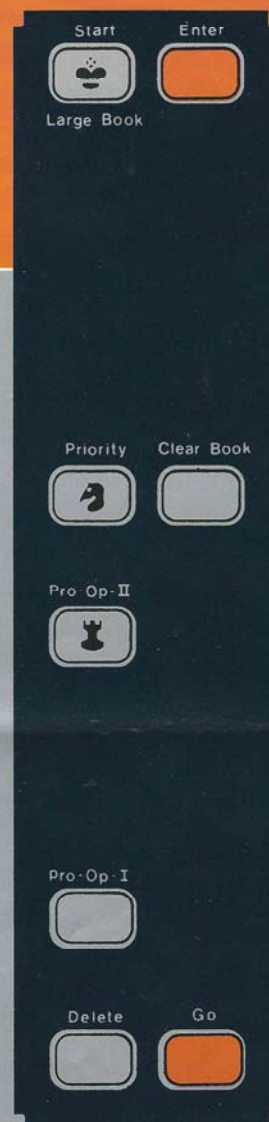 Start Enter
Large Book
Priority Clear Book
Pro-Op-II
Pro-Op-I
Delete Go